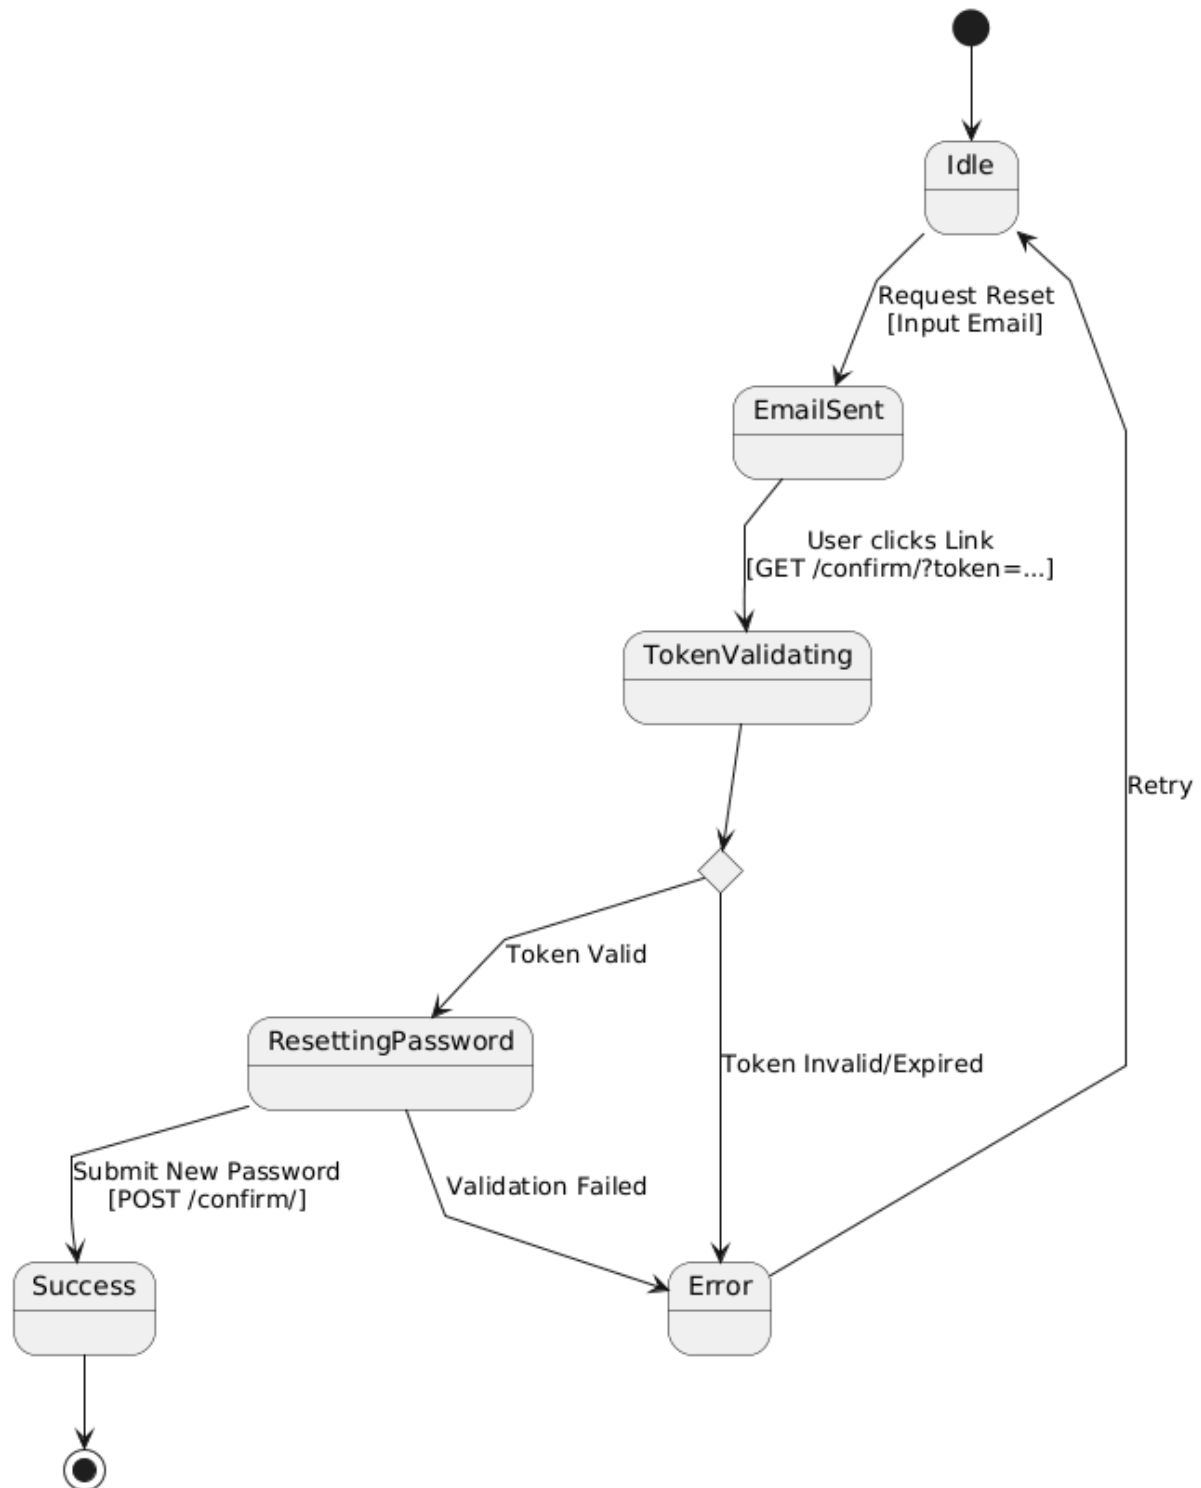 Idle
Request Reset
[Input Email]
EmailSent
User clicks Link
[GET /confirm/?token=...]
TokenValidating
Retry
Token Valid
ResettingPassword
Token Invalid/Expired
Submit New Password
[POST /confirm/]
Validation Failed
Success
Error